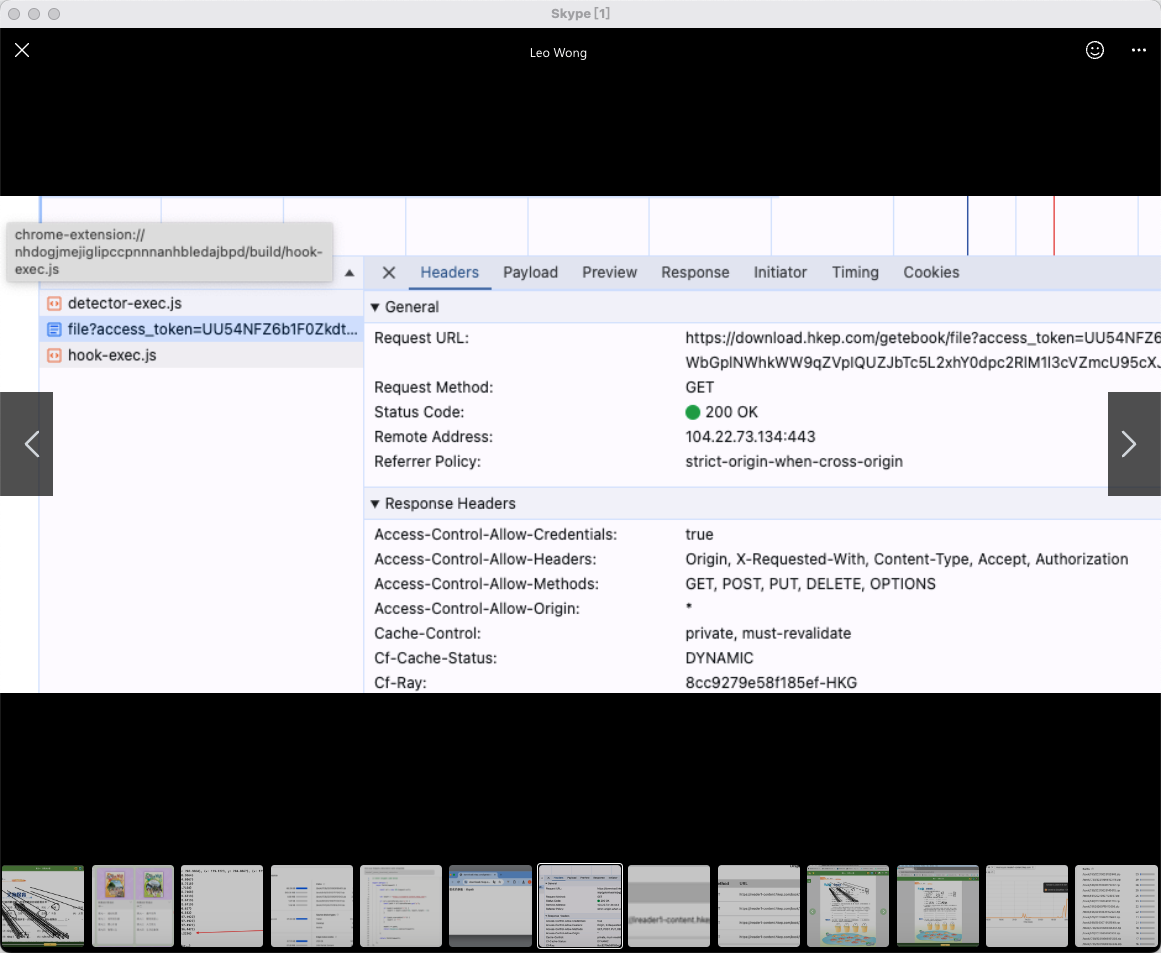 Skype [1]
Leo Wong
chrome-extension://
nhdogjmejiglipccpnnnanhbledajbpd/build/hook-
exec.js
Headers Payload Preview Response Initiator Timing Cookies
detector-exec.js
file?access_token=UU54NFZ6b1F0Zkdt...
hook-exec.js
General
Request URL: https://download.hkep.com/getebook/file?access_token=UU54NFZ6
WbGplNWhkWW9qZVplQUZJbTc5L2xhY0dpc2RlM1l3cVZmcU95cXJ
Request Method: GET
Status Code: 200 OK
Remote Address: 104.22.73.134:443
Referrer Policy: strict-origin-when-cross-origin
Response Headers
Access-Control-Allow-Credentials: true
Access-Control-Allow-Headers: Origin, X-Requested-With, Content-Type, Accept, Authorization
Access-Control-Allow-Methods: GET, POST, PUT, DELETE, OPTIONS
Access-Control-Allow-Origin: *
Cache-Control: private, must-revalidate
Cf-Cache-Status: DYNAMIC
Cf-Ray: 8cc9279e58f185ef-HKG